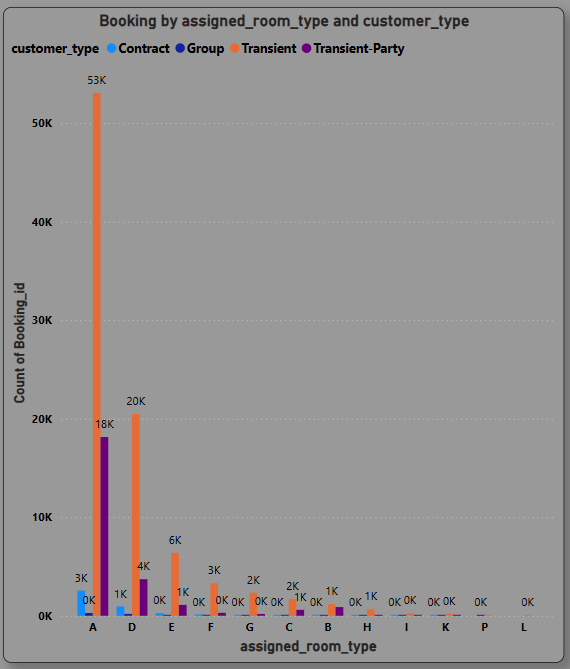 Booking by assigned_room_type and customer_type
customer_type Contract Group Transient Transient-Party
53K
50K
40K
30K
20K
10K
0K
Count of Booking_id
3K
0K
18K
1K
20K
4K
0K
6K
1K
0K
3K
0K
0K
2K
0K
0K
2K
1K
0K
1K
0K
1K
0K
0K
0K
0K
0K
0K
A D E F G C B H I K P L
assigned_room_type